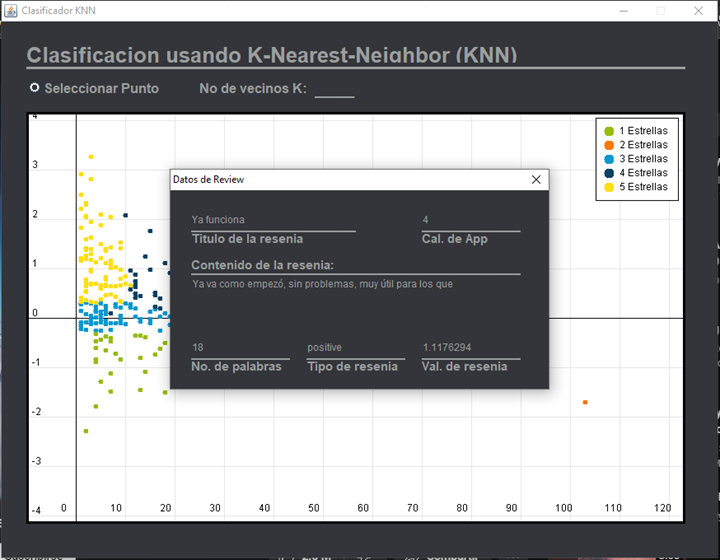 Clasificador KNN
Clasificacion usando K-Nearest-Neighbor (KNN)
Seleccionar Punto No de vecinos K:
1 Estrellas
2 Estrellas
3 Estrellas
4 Estrellas
5 Estrellas
4
3
2
1
0
-1
-2
-3
-4
0 10 20 30 40 50 60 70 80 90 100 110 120
Datos de Review
Ya funciona 4
Titulo de la resenia Cal. de App
Contenido de la resenia:
Ya va como empezó, sin problemas, muy útil para los que
18 positive 1.1176294
No. de palabras Tipo de resenia Val. de resenia